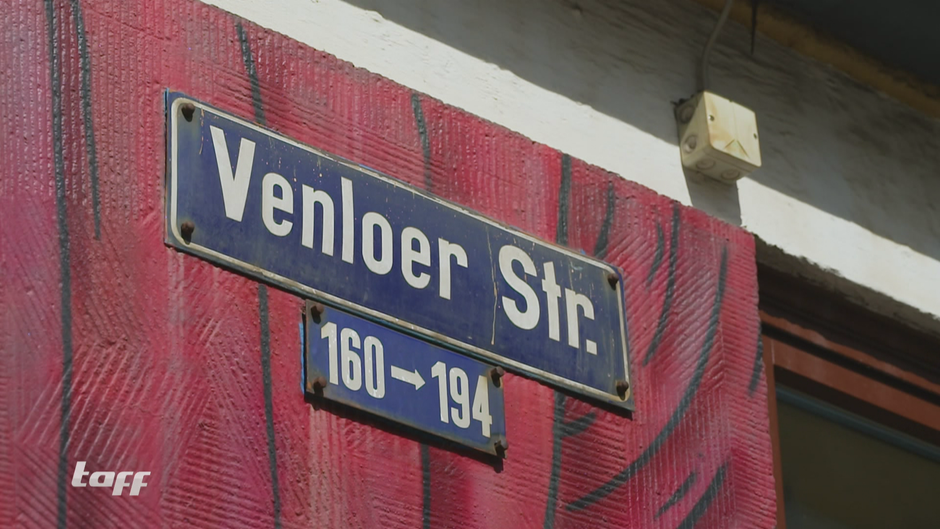 Venloer Str.
160→194
taff